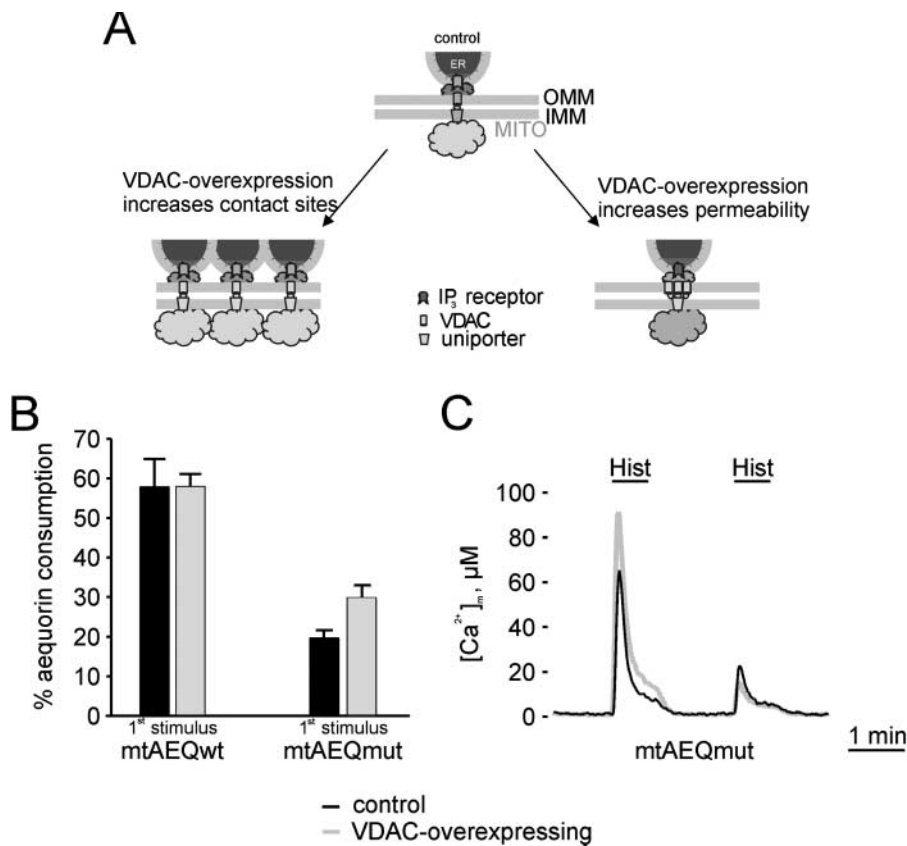 A
control
ER
OMM
IMM
MITO
VDAC-overexpression
increases contact sites
VDAC-overexpression
increases permeability
IP3 receptor
VDAC
uniporter
B
% aequorin consumption
70
60
50
40
30
20
10
0
1st stimulus
1st stimulus
mtAEQwt
mtAEQmut
C
[Ca2+]m, µM
Hist
Hist
100
80
60
40
20
0
mtAEQmut
1 min
control
VDAC-overexpressing